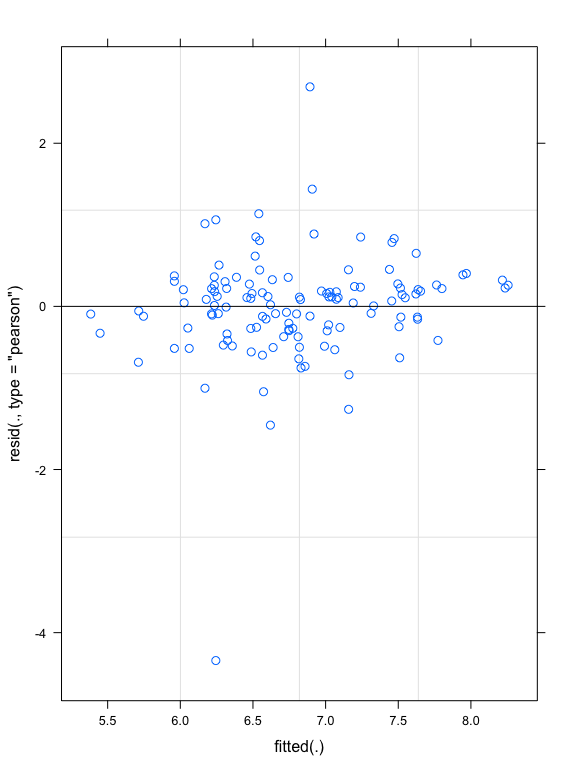 resid(., type = "pearson")
2
0
-2
-4
5.5 6.0 6.5 7.0 7.5 8.0
fitted(.)